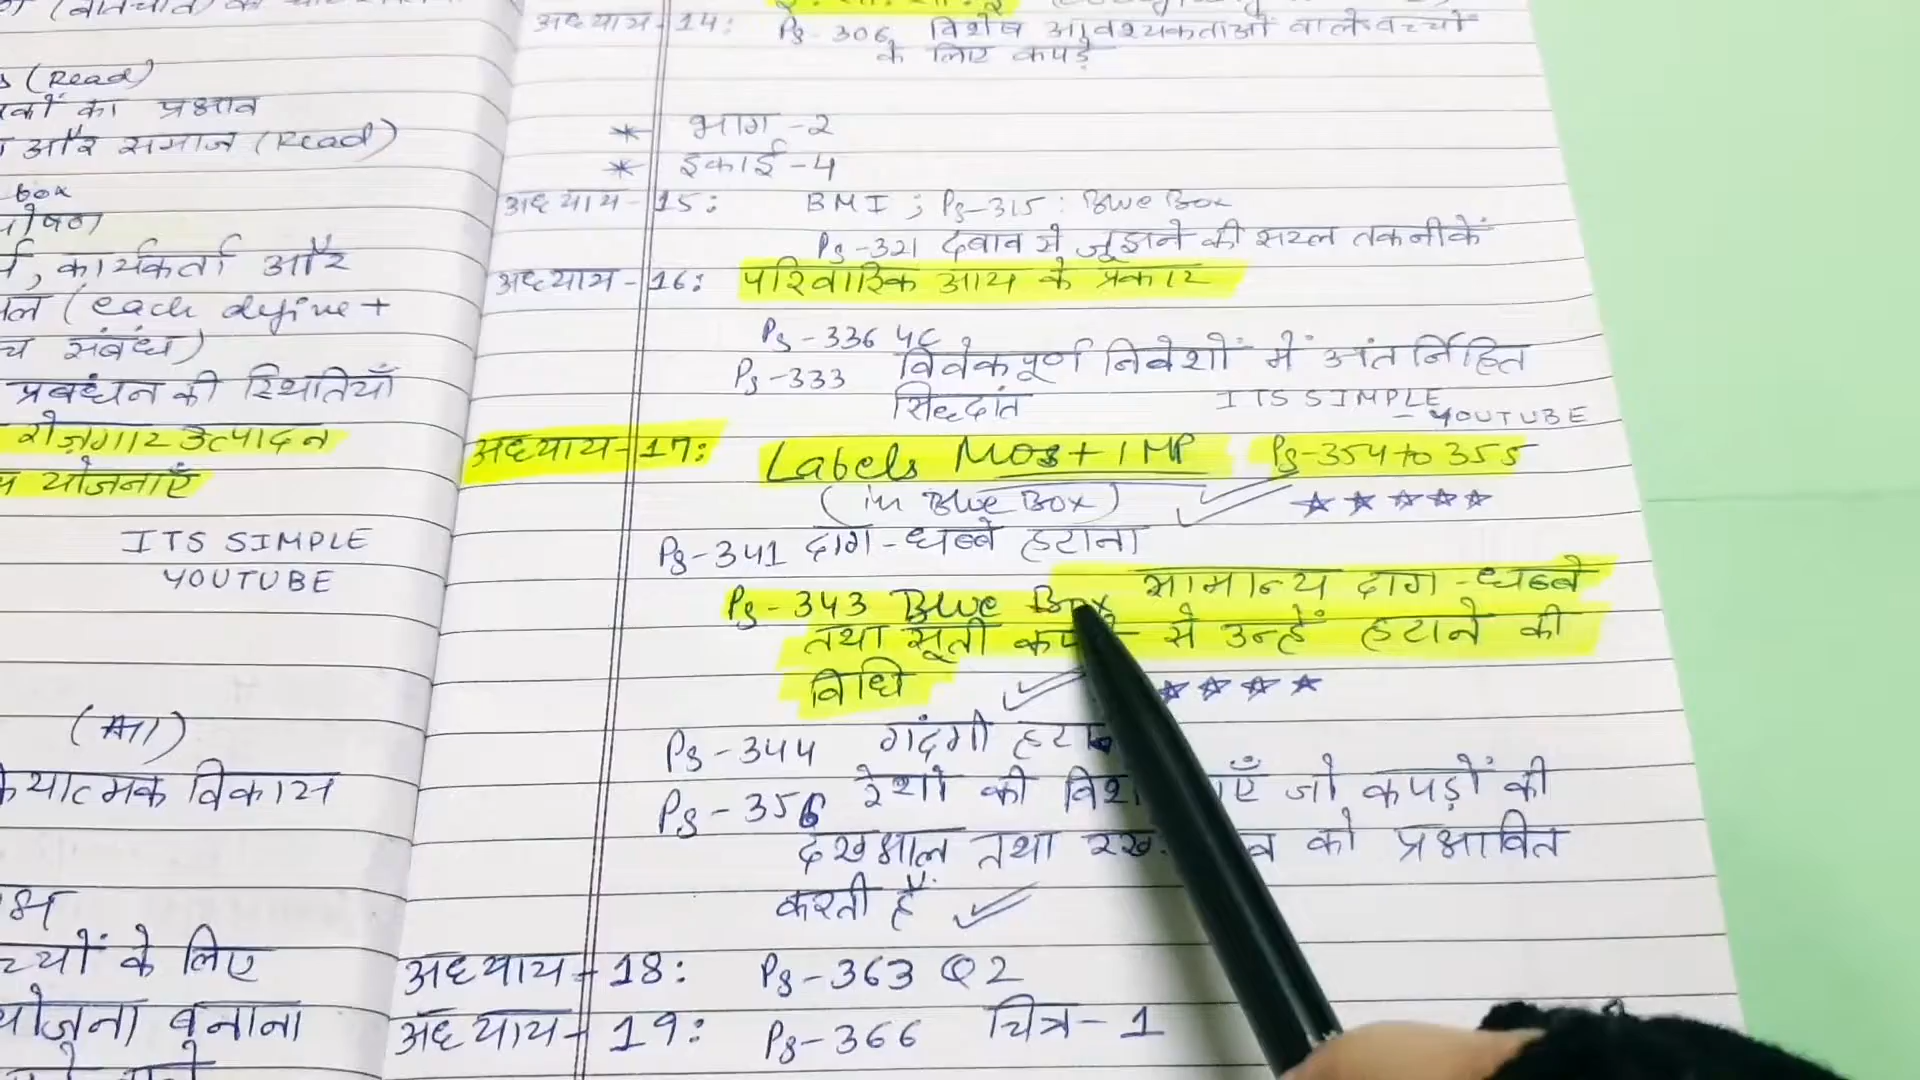 (Read)
का प्रभाव
और समाज (Read)
box
पोषण
, कार्यकर्ता और
(each define +
संबंध)
प्रबंधन की स्थितियाँ
रोज़गार उत्पादन
योजनाएँ
ITS SIMPLE
YOUTUBE
विकास
के लिए
योजना बनाना
अध्याय-14: Pg-306 विशेष आवश्यकताओं वाले बच्चों
के लिए कपड़े
* भाग-2
* इकाई-4
अध्याय-15: BMI ; Pg-315: Blue Box
Pg-321 दबाव से जूझने की सरल तकनीकें
अध्याय-16: परिवारिक आय के प्रकार
Pg-336 4C
Pg-333 विवेकपूर्ण निवेशों में अंतर्निहित
सिद्धांत
ITS SIMPLE
- YOUTUBE
अध्याय-17: Labels Most IMP Pg-354 to 355
(in Blue Box)
Pg-341 दाग-धब्बे हटाना
Pg-343 Blue Box सामान्य दाग-धब्बे
तथा सूती से उन्हें हटाने की
विधि
Pg-344 गंदगी
Pg-356 रेशों की जो कपड़ों की
देखभाल तथा को प्रभावित
करती हैं
अध्याय-18: Pg-363 Q2
अध्याय-19: Pg-366 चित्र-1